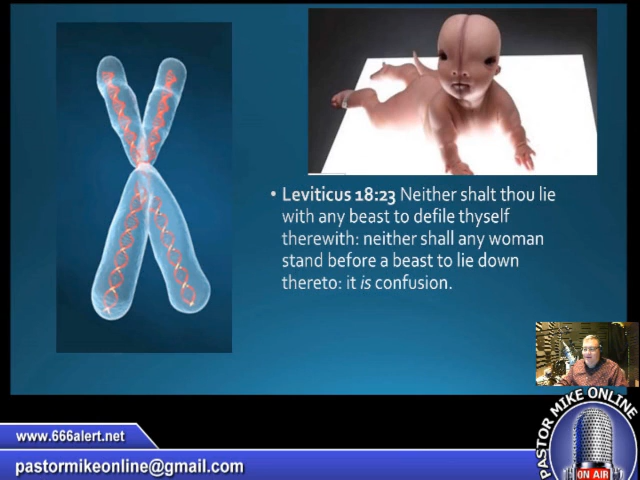 • Leviticus 18:23 Neither shalt thou lie
with any beast to defile thyself
therewith: neither shall any woman
stand before a beast to lie down
thereto: it is confusion.
www.666alert.net
pastormikeonline@gmail.com
PASTOR MIKE ONLINE
ON AIR